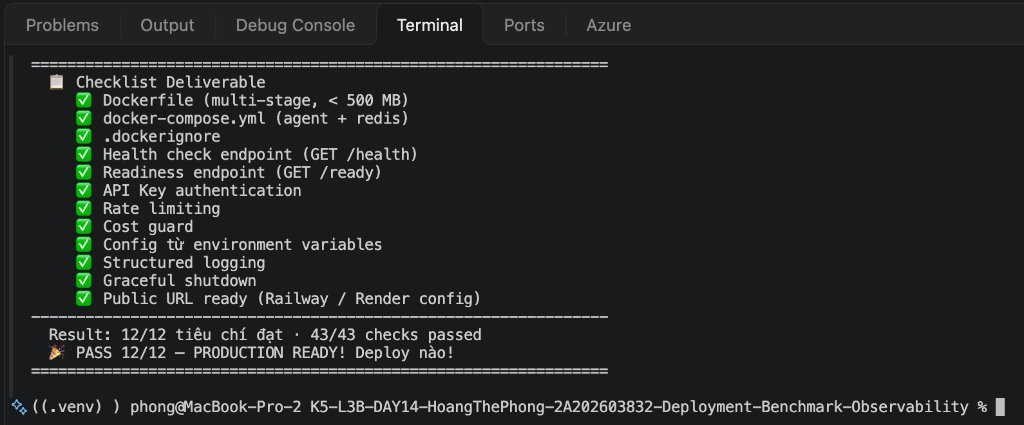 Problems Output Debug Console Terminal Ports Azure
================================================================
📋 Checklist Deliverable
✅ Dockerfile (multi-stage, < 500 MB)
✅ docker-compose.yml (agent + redis)
✅ .dockerignore
✅ Health check endpoint (GET /health)
✅ Readiness endpoint (GET /ready)
✅ API Key authentication
✅ Rate limiting
✅ Cost guard
✅ Config từ environment variables
✅ Structured logging
✅ Graceful shutdown
✅ Public URL ready (Railway / Render config)
----------------------------------------------------------------
Result: 12/12 tiêu chí đạt · 43/43 checks passed
🎉 PASS 12/12 — PRODUCTION READY! Deploy nào!
================================================================
((.venv) ) phong@MacBook-Pro-2 K5-L3B-DAY14-HoangThePhong-2A202603832-Deployment-Benchmark-Observability %